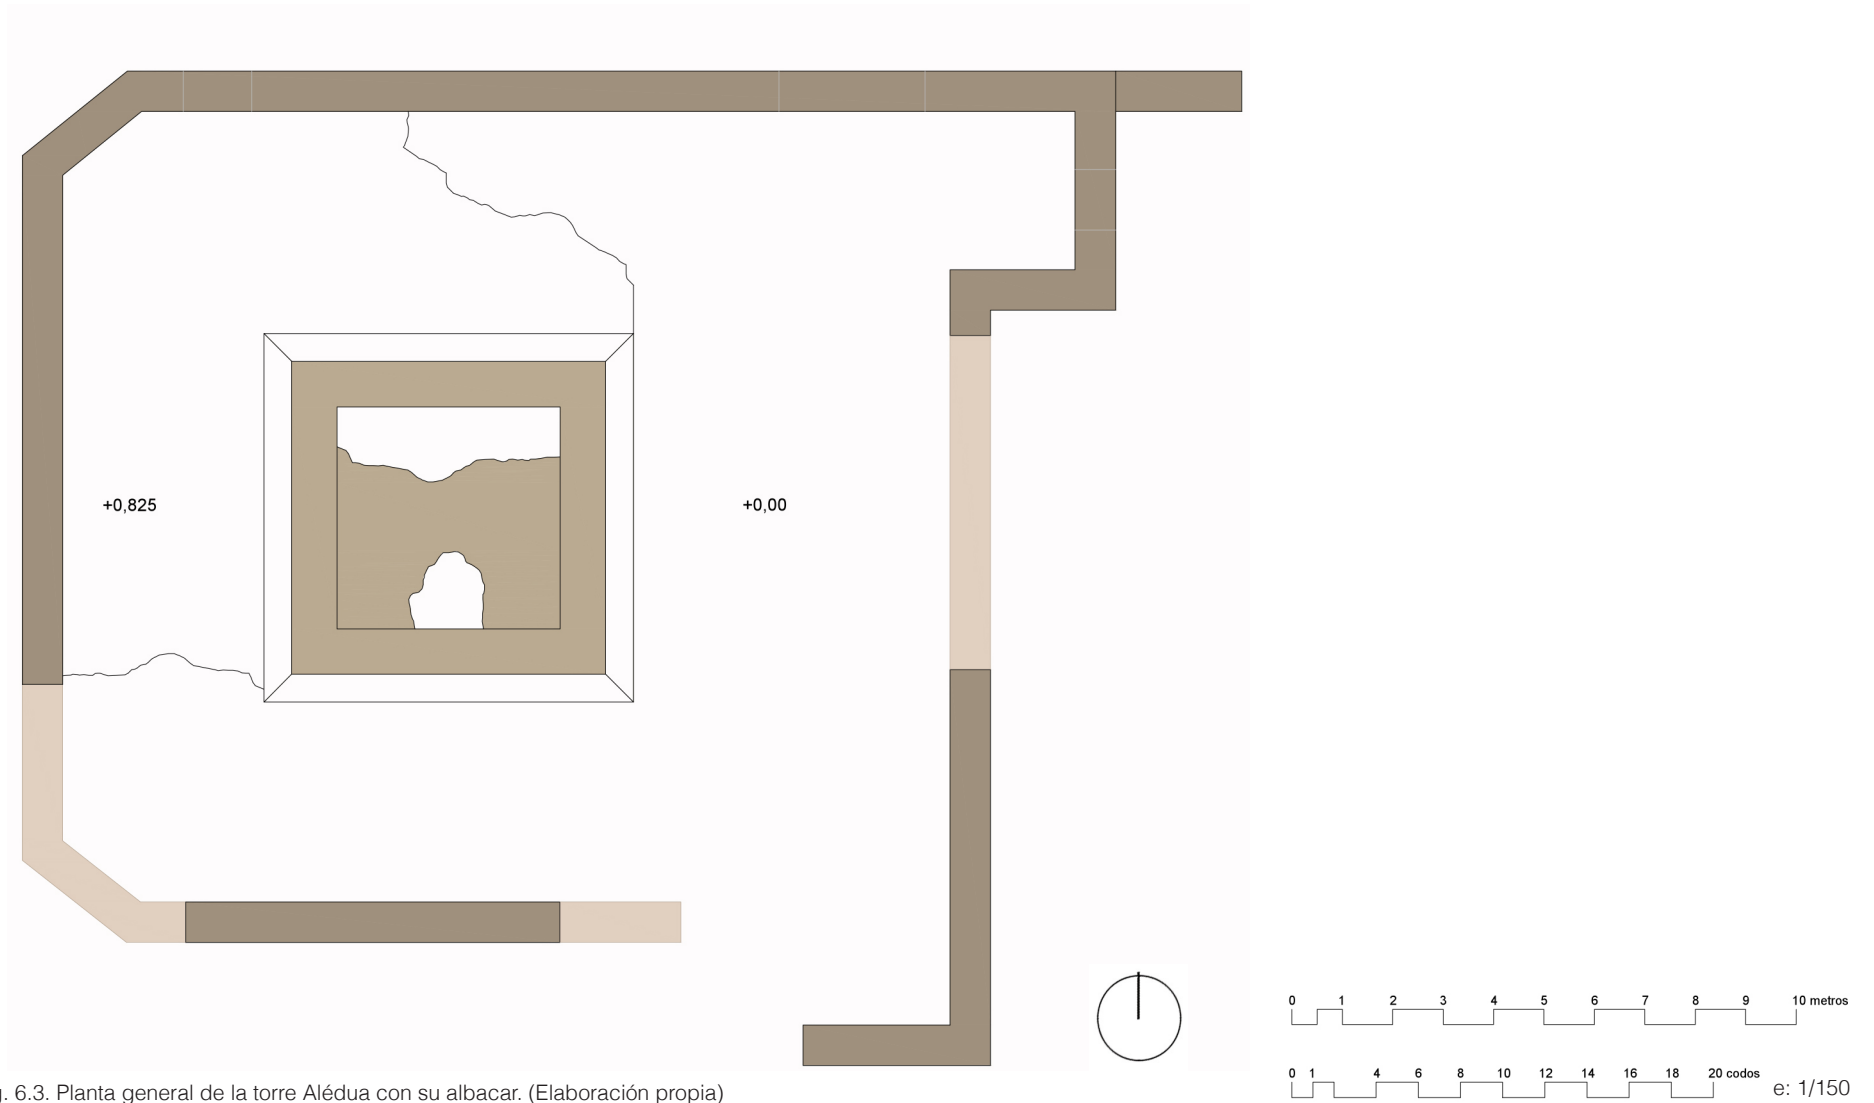 +0,825
+0,00
0 1 2 3 4 5 6 7 8 9 10 metros
0 1 4 6 8 10 12 14 16 18 20 codos
e: 1/150
. 6.3. Planta general de la torre Alédua con su albacar. (Elaboración propia)